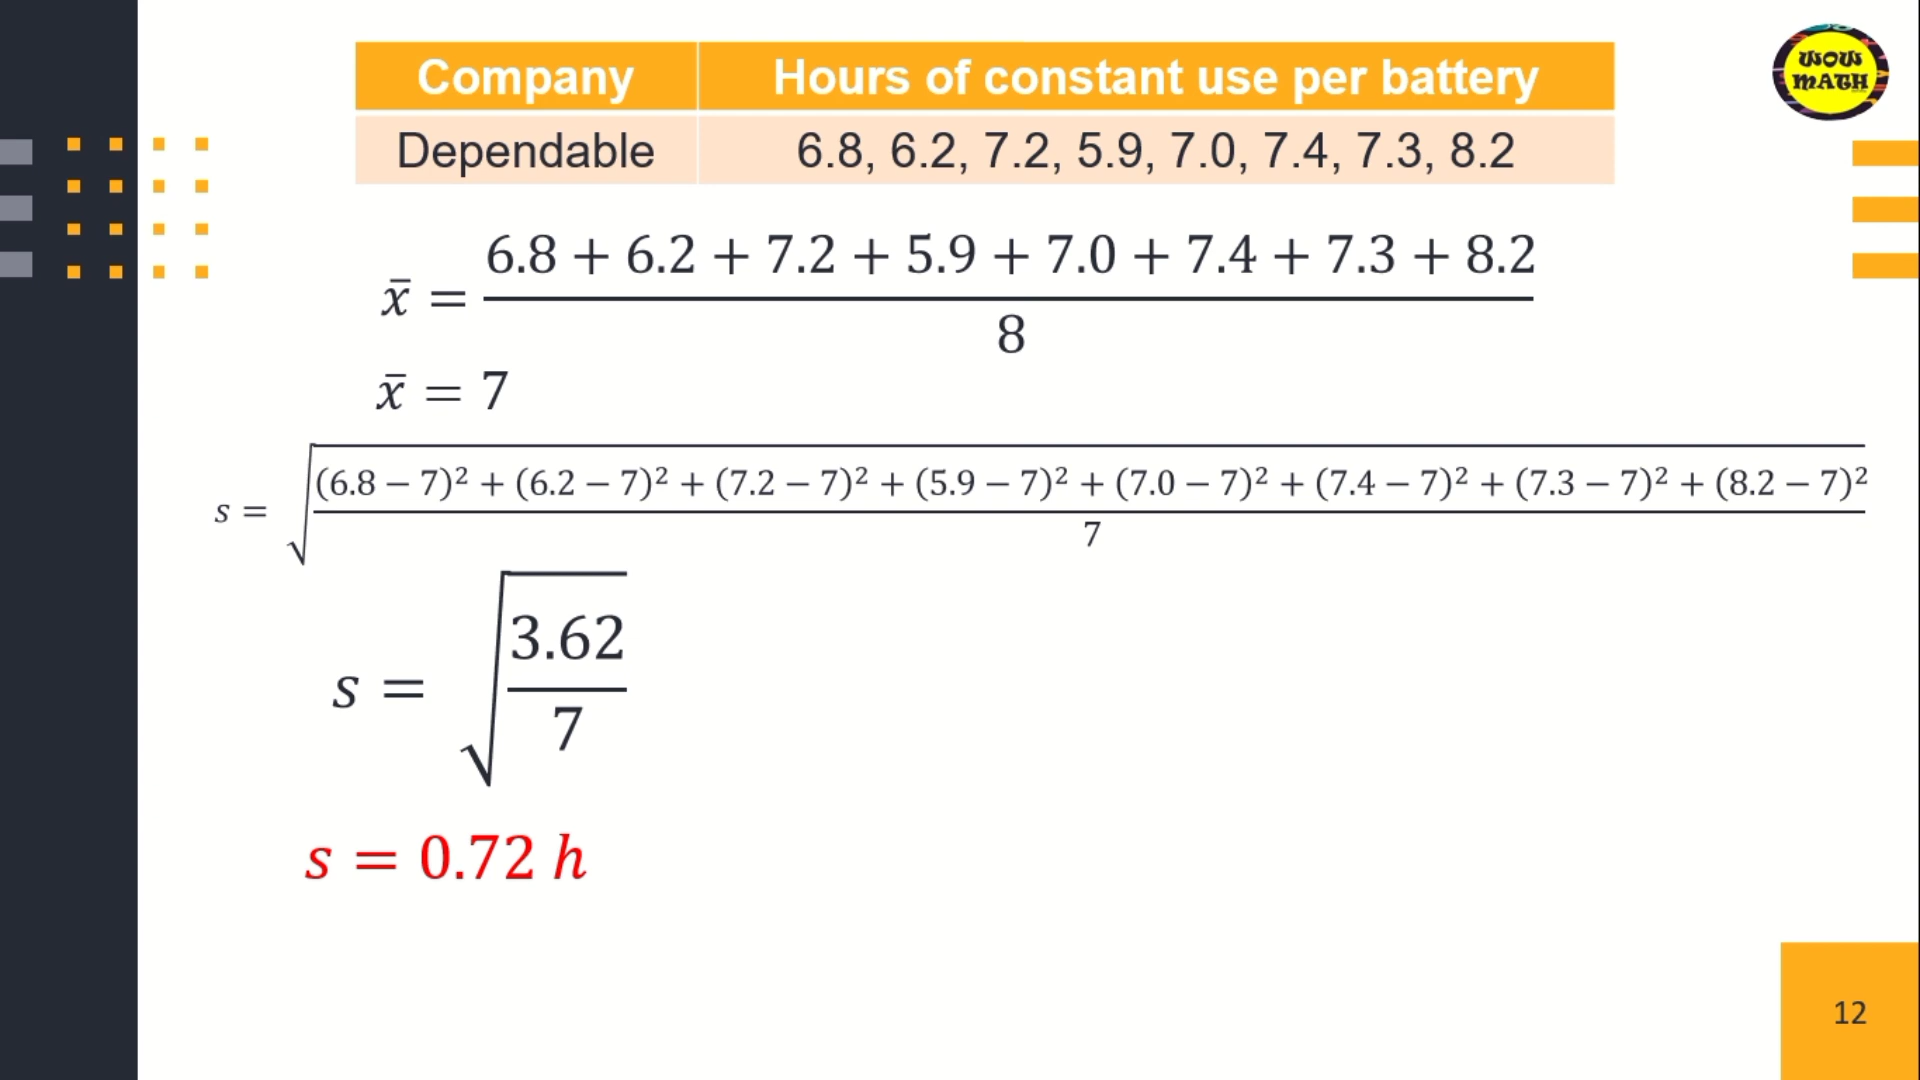 WOW
MATH
Company Hours of constant use per battery
Dependable 6.8, 6.2, 7.2, 5.9, 7.0, 7.4, 7.3, 8.2
x̄ = (6.8 + 6.2 + 7.2 + 5.9 + 7.0 + 7.4 + 7.3 + 8.2) / 8
x̄ = 7
s = √(((6.8 − 7)² + (6.2 − 7)² + (7.2 − 7)² + (5.9 − 7)² + (7.0 − 7)² + (7.4 − 7)² + (7.3 − 7)² + (8.2 − 7)²) / 7)
s = √(3.62 / 7)
s = 0.72 h
12